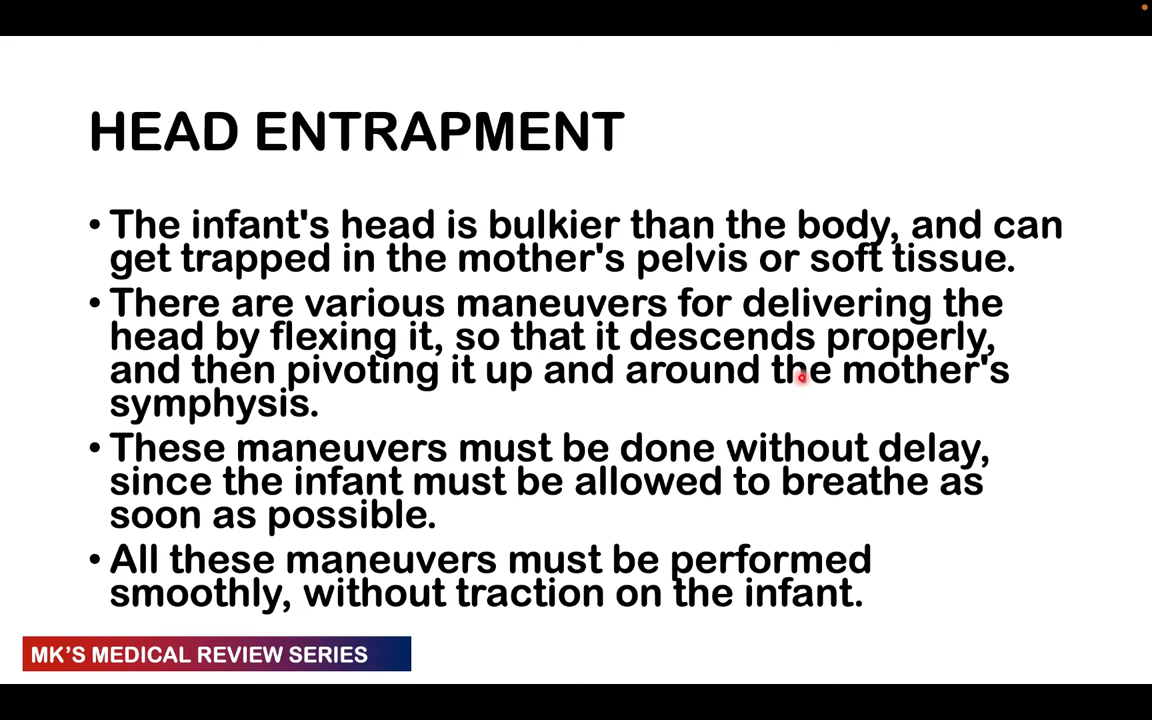 HEAD ENTRAPMENT
• The infant's head is bulkier than the body, and can
get trapped in the mother's pelvis or soft tissue.
• There are various maneuvers for delivering the
head by flexing it, so that it descends properly,
and then pivoting it up and around the mother's
symphysis.
• These maneuvers must be done without delay,
since the infant must be allowed to breathe as
soon as possible.
• All these maneuvers must be performed
smoothly, without traction on the infant.
MK'S MEDICAL REVIEW SERIES